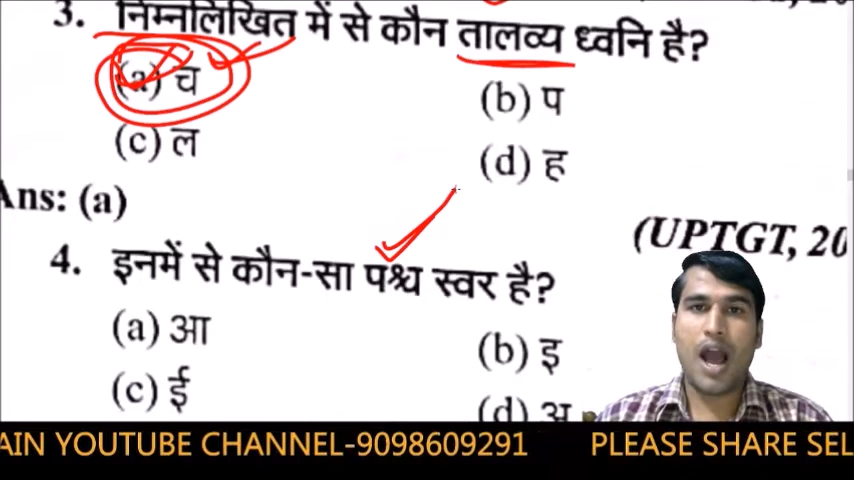 3. निम्नलिखित में से कौन तालव्य ध्वनि है?
(a) च (b) प
(c) ल (d) ह
Ans: (a)
(UPTGT, 20
4. इनमें से कौन-सा पश्च स्वर है?
(a) आ (b) इ
(c) ई (d) अ
AIN YOUTUBE CHANNEL-9098609291 PLEASE SHARE SEL